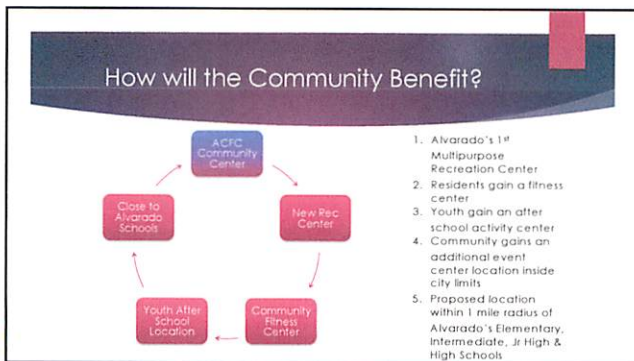 How will the Community Benefit?
ACFC
Community
Center
New Rec
Center
Community
Fitness
Center
Youth After
School
Location
Close to
Alvarado
Schools
1. Alvarado's 1st
Multipurpose
Recreation Center
2. Residents gain a fitness
center
3. Youth gain an after
school activity center
4. Community gains an
additional event
center location inside
city limits
5. Proposed location
within 1 mile radius of
Alvarado's Elementary,
Intermediate, Jr High &
High Schools